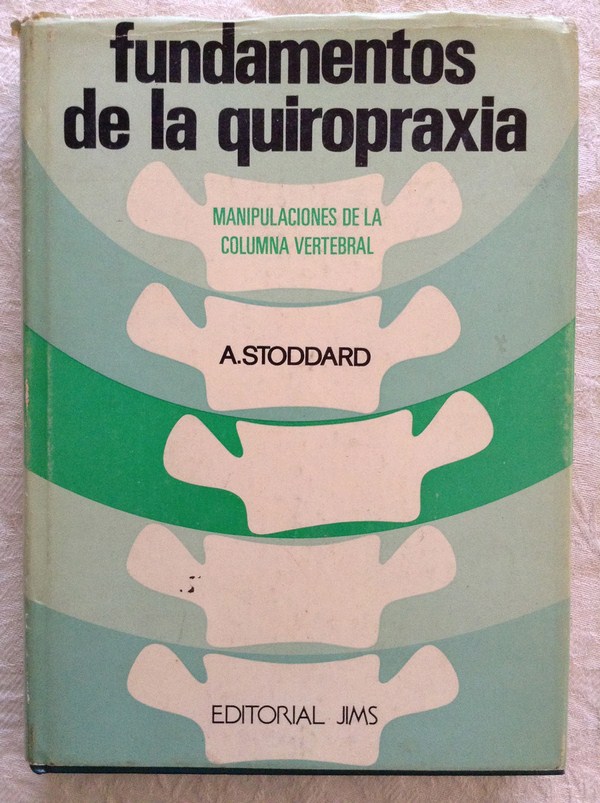 fundamentos
de la quiropraxia
MANIPULACIONES DE LA
COLUMNA VERTEBRAL
A.STODDARD
EDITORIAL JIMS